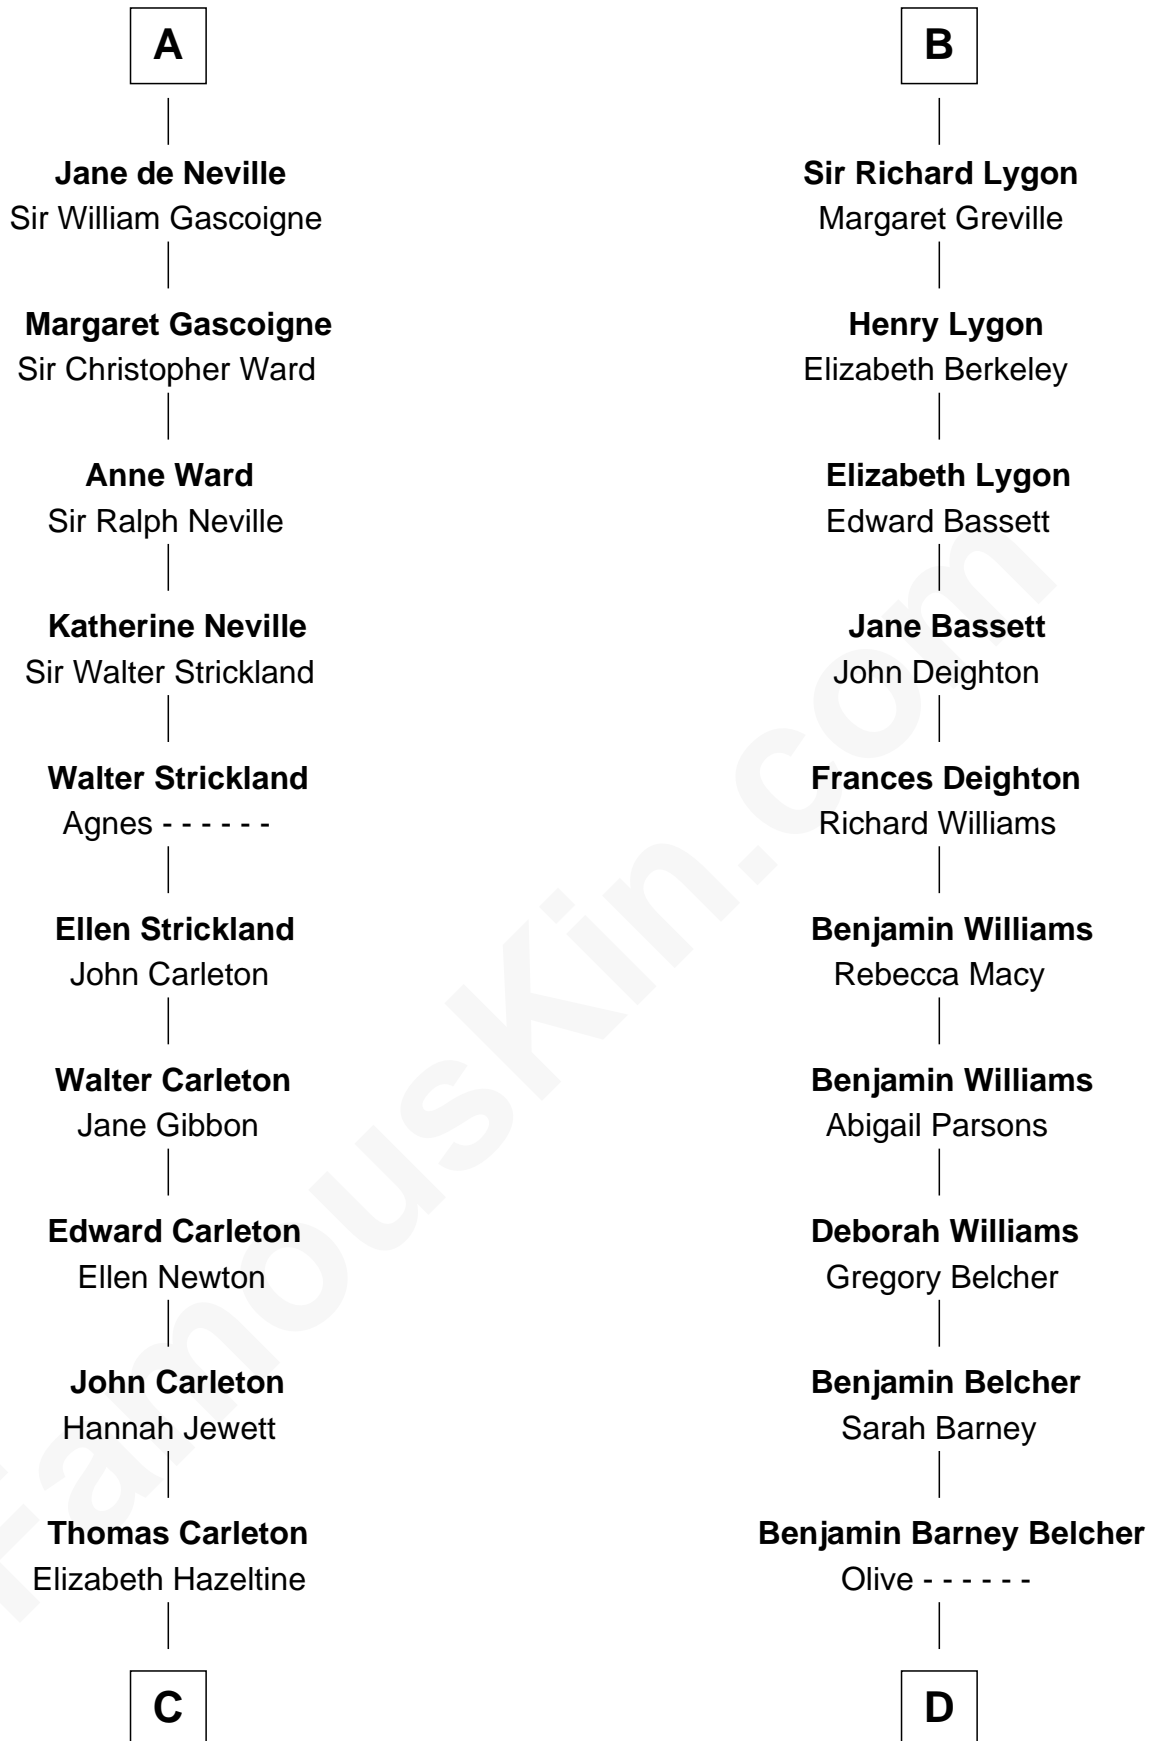 A
Jane de Neville
Sir William Gascoigne
Margaret Gascoigne
Sir Christopher Ward
Anne Ward
Sir Ralph Neville
Katherine Neville
Sir Walter Strickland
Walter Strickland
Agnes - - - - - -
Ellen Strickland
John Carleton
Walter Carleton
Jane Gibbon
Edward Carleton
Ellen Newton
John Carleton
Hannah Jewett
Thomas Carleton
Elizabeth Hazeltine
C
B
Sir Richard Lygon
Margaret Greville
Henry Lygon
Elizabeth Berkeley
Elizabeth Lygon
Edward Bassett
Jane Bassett
John Deighton
Frances Deighton
Richard Williams
Benjamin Williams
Rebecca Macy
Benjamin Williams
Abigail Parsons
Deborah Williams
Gregory Belcher
Benjamin Belcher
Sarah Barney
Benjamin Barney Belcher
Olive - - - - - -
D
FamousKin.com